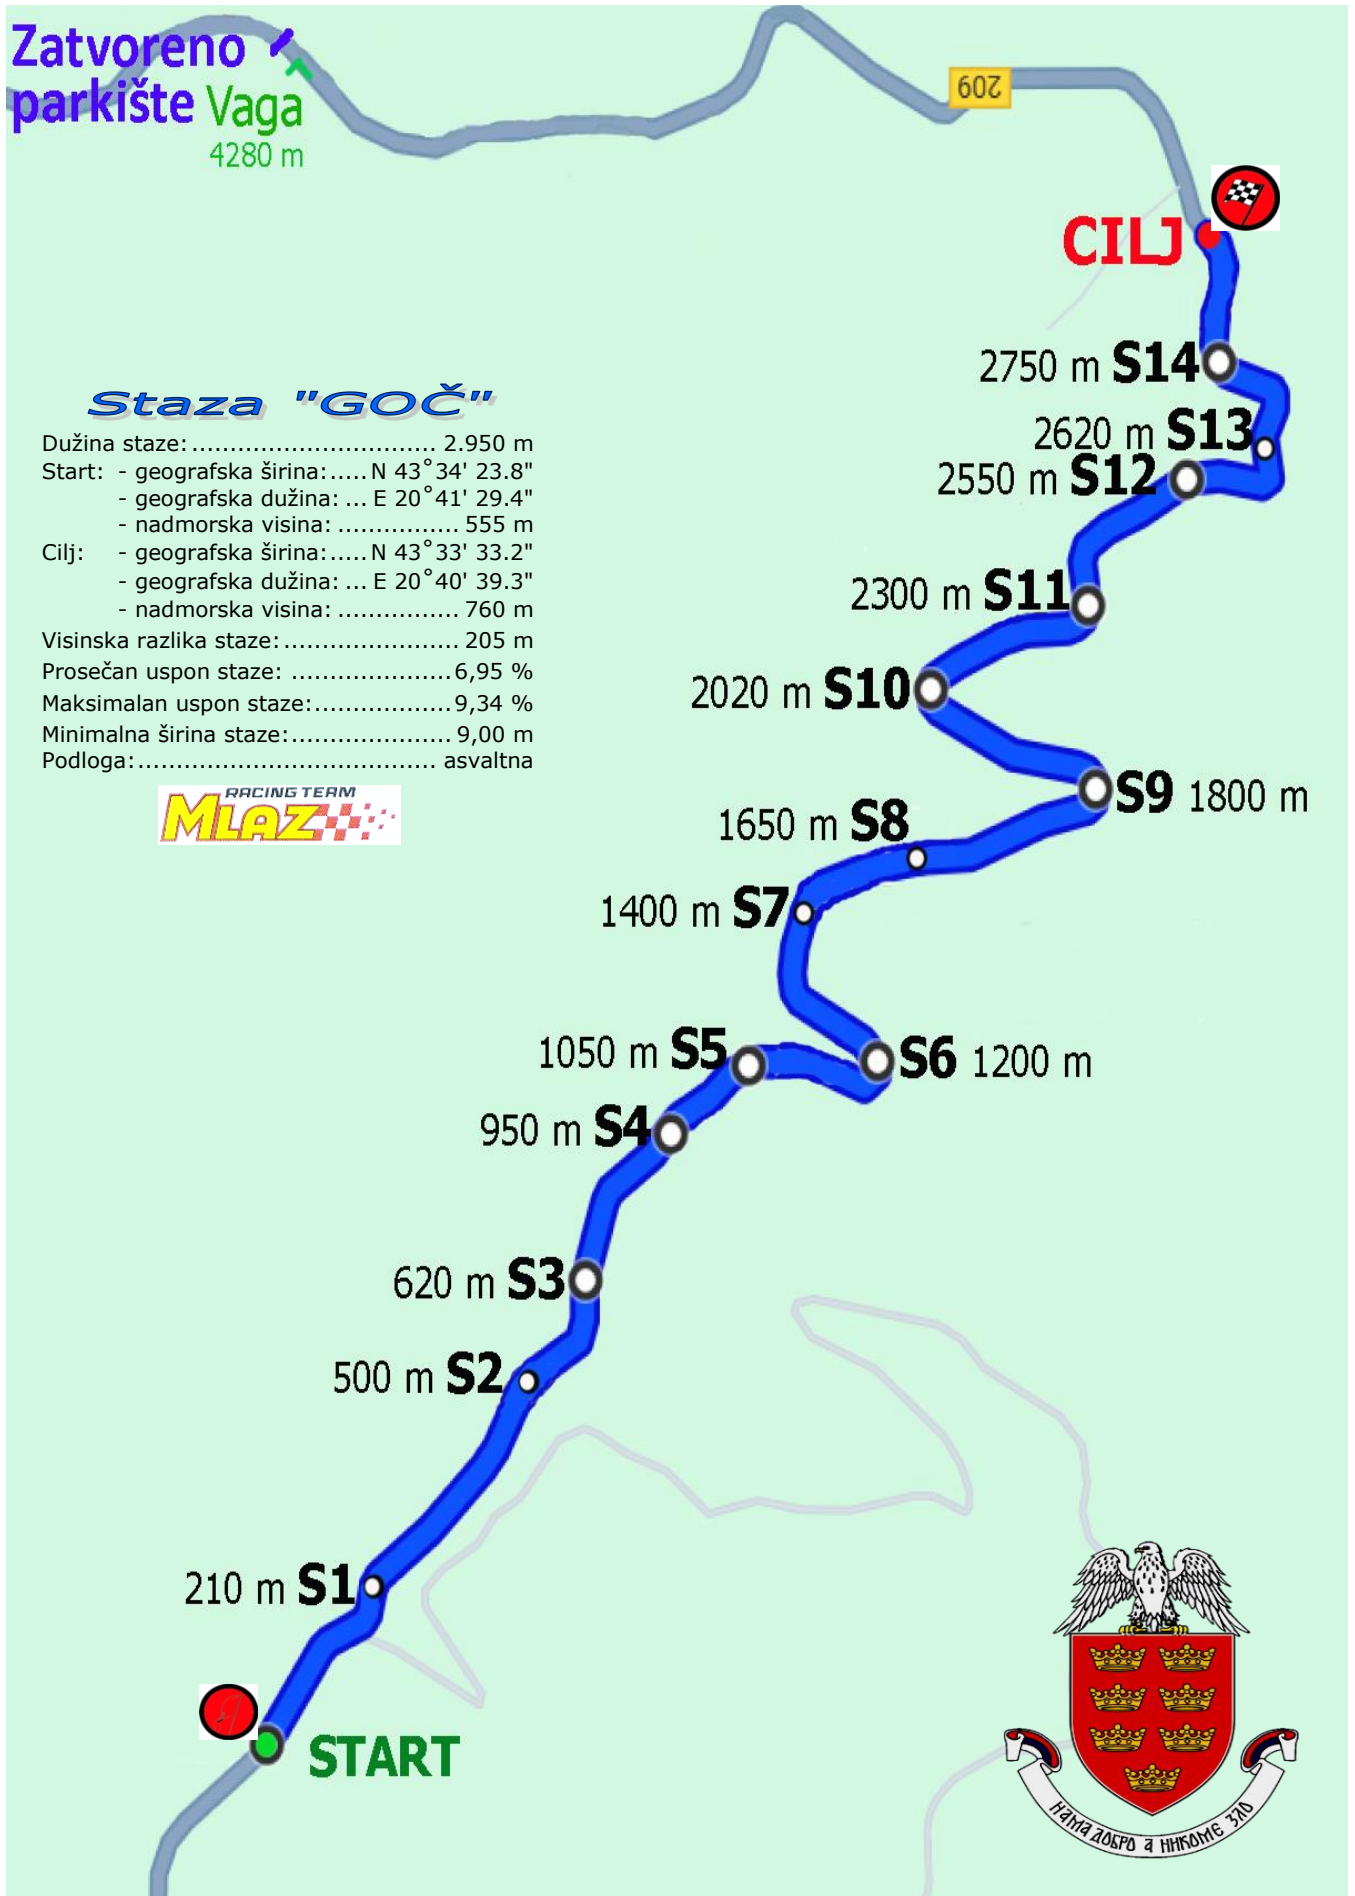 Zatvoreno
parkište Vaga
4280 m
209
CILJ
2750 m S14
2620 m S13
2550 m S12
Staza "GOČ"
Dužina staze:................................ 2.950 m
Start: - geografska širina:..... N 43°34' 23.8"
- geografska dužina: ... E 20°41' 29.4"
- nadmorska visina: ................ 555 m
Cilj: - geografska širina:..... N 43°33' 33.2"
- geografska dužina: ... E 20°40' 39.3"
- nadmorska visina: ................ 760 m
Visinska razlika staze:....................... 205 m
Prosečan uspon staze: .....................6,95 %
Maksimalan uspon staze:..................9,34 %
Minimalna širina staze:..................... 9,00 m
Podloga:....................................... asvaltna
RACING TEAM
MLAZ
2300 m S11
2020 m S10
S9 1800 m
1650 m S8
1400 m S7
1050 m S5
S6 1200 m
950 m S4
620 m S3
500 m S2
210 m S1
START
НАМА ДОБРО А НИКОМЕ ЗЛО